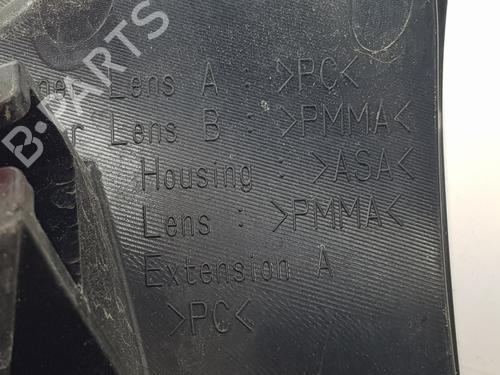 B-Parts
Lens A : >PC<
Lens B : >PMMA<
Housing : >ASA<
Lens : >PMMA<
Extension A
>PC<